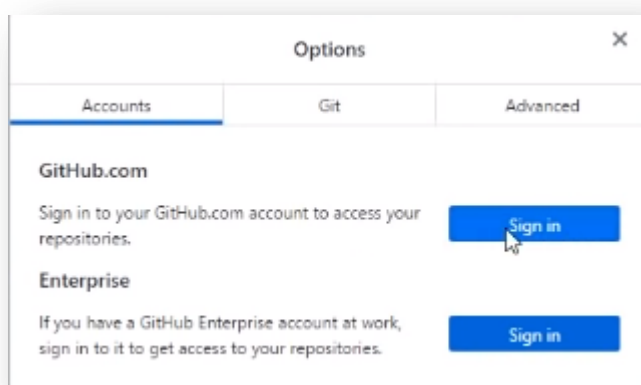 Options
Accounts Git Advanced
GitHub.com
Sign in to your GitHub.com account to access your
repositories.
Sign in
Enterprise
If you have a GitHub Enterprise account at work,
sign in to it to get access to your repositories.
Sign in